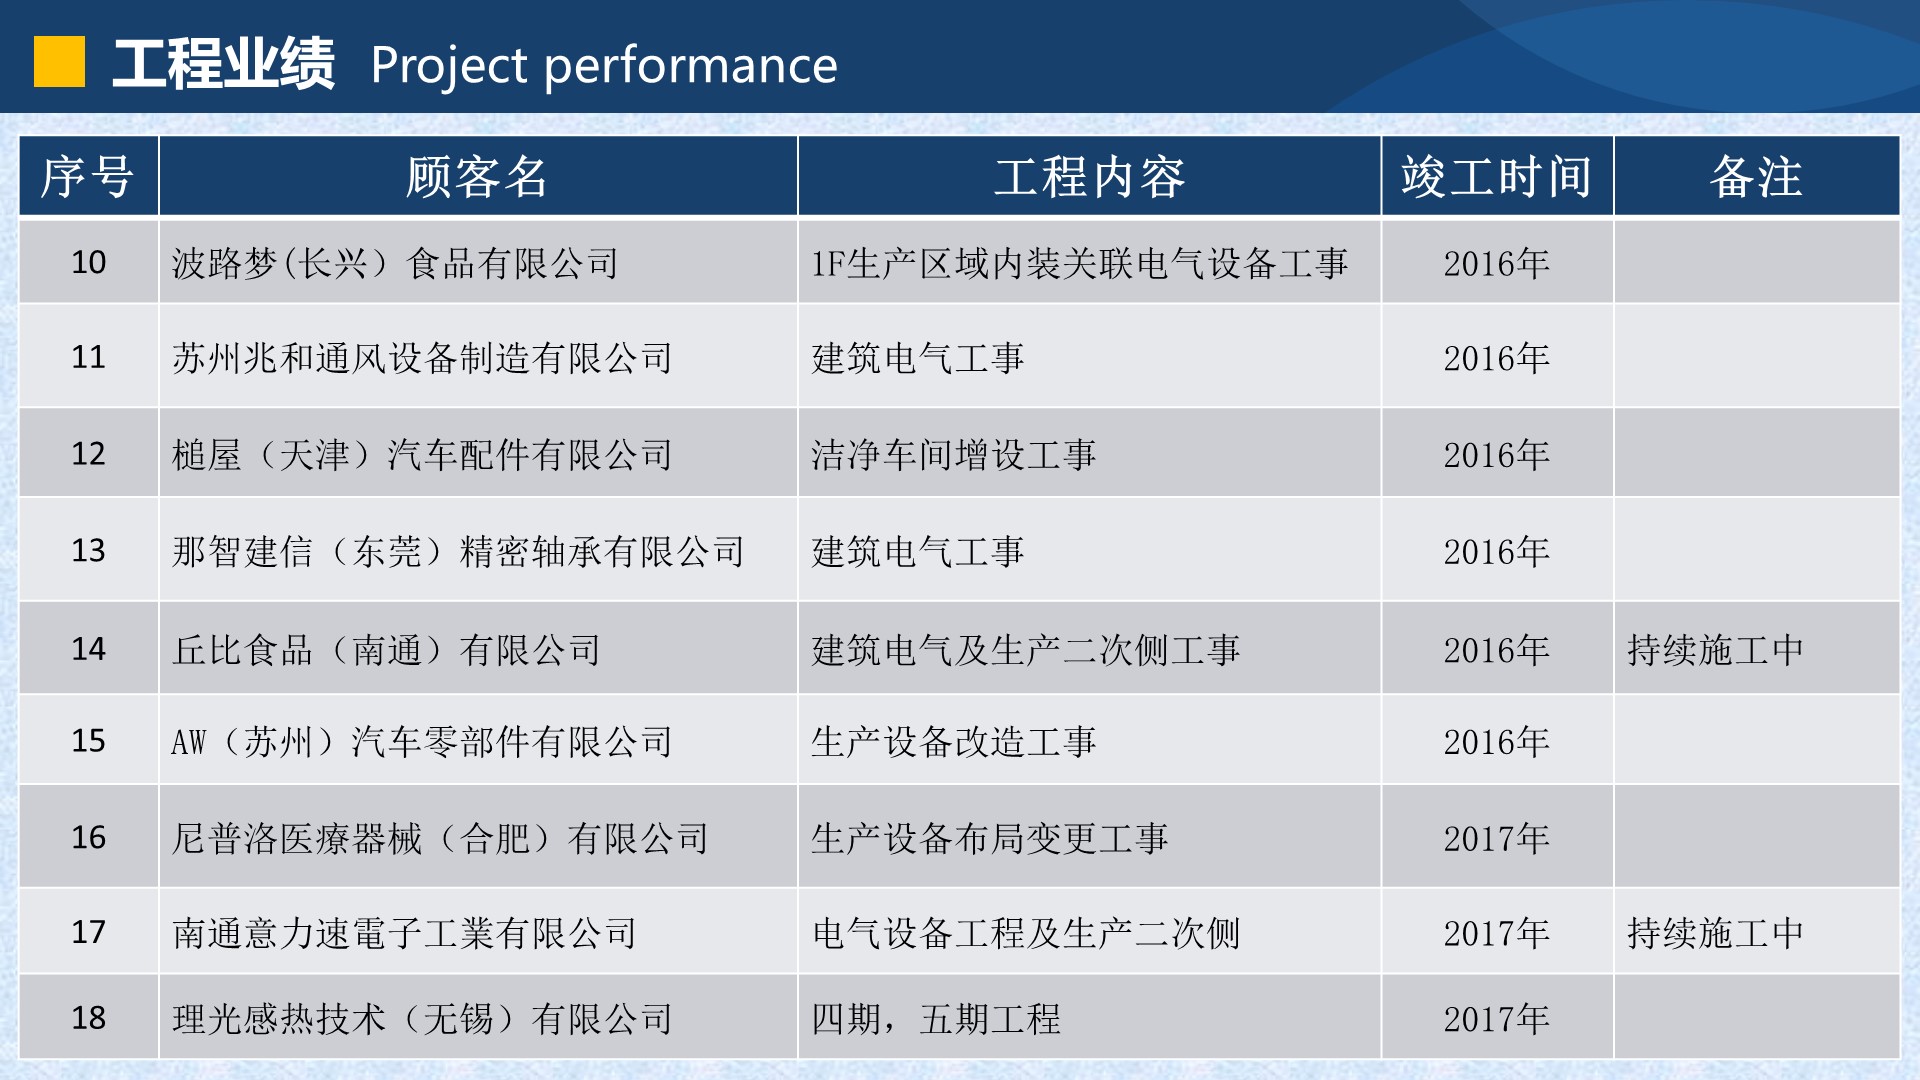 工程业绩 Project performance
序号 顾客名 工程内容 竣工时间 备注
10 波路梦(长兴）食品有限公司 1F生产区域内装关联电气设备工事 2016年
11 苏州兆和通风设备制造有限公司 建筑电气工事 2016年
12 槌屋（天津）汽车配件有限公司 洁净车间增设工事 2016年
13 那智建信（东莞）精密轴承有限公司 建筑电气工事 2016年
14 丘比食品（南通）有限公司 建筑电气及生产二次侧工事 2016年 持续施工中
15 AW（苏州）汽车零部件有限公司 生产设备改造工事 2016年
16 尼普洛医療器械（合肥）有限公司 生产设备布局变更工事 2017年
17 南通意力速電子工業有限公司 电气设备工程及生产二次侧 2017年 持续施工中
18 理光感热技术（无锡）有限公司 四期，五期工程 2017年